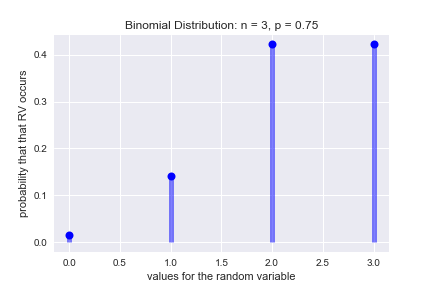 Binomial Distribution: n = 3, p = 0.75
probability that that RV occurs
0.4
0.3
0.2
0.1
0.0
0.0 0.5 1.0 1.5 2.0 2.5 3.0
values for the random variable